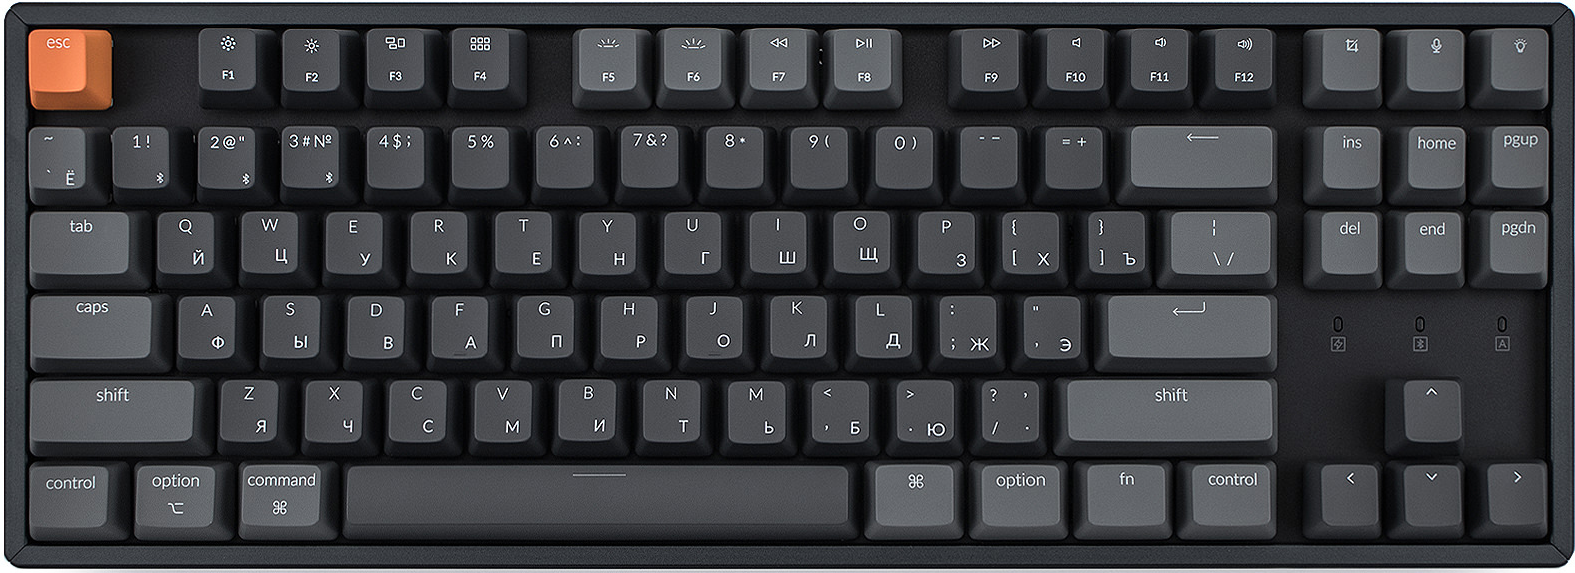 esc F1 F2 F3 F4 F5 F6 F7 F8 F9 F10 F11 F12
~ ` Ё 1 ! 2 @ " 3 # № 4 $ ; 5 % 6 ^ : 7 & ? 8 * 9 ( 0 ) - - = + ← ins home pgup
tab Q Й W Ц E У R К T Е Y Н U Г I Ш O Щ P З { [ Х } ] Ъ ¦ \ / del end pgdn
caps A Ф S Ы D В F А G П H Р J О K Л L Д : ; Ж " ' Э
A
shift Z Я X Ч C С V М B И N Т M Ь < , Б > . Ю ? , / . shift ^
control option ⌥ command ⌘ ⌘ option fn control < ⌄ >